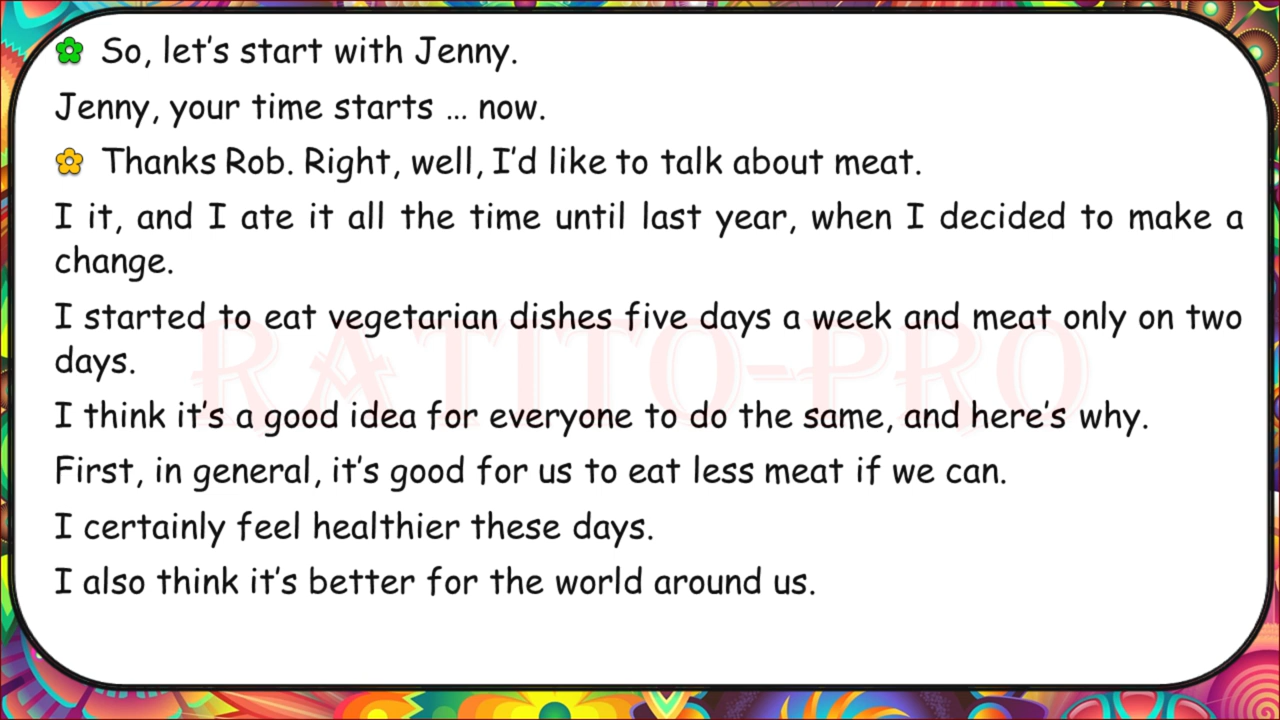 So, let's start with Jenny.
Jenny, your time starts ... now.
Thanks Rob. Right, well, I'd like to talk about meat.
I it, and I ate it all the time until last year, when I decided to make a
change.
I started to eat vegetarian dishes five days a week and meat only on two
days.
RATITO-PRO
I think it's a good idea for everyone to do the same, and here's why.
First, in general, it's good for us to eat less meat if we can.
I certainly feel healthier these days.
I also think it's better for the world around us.